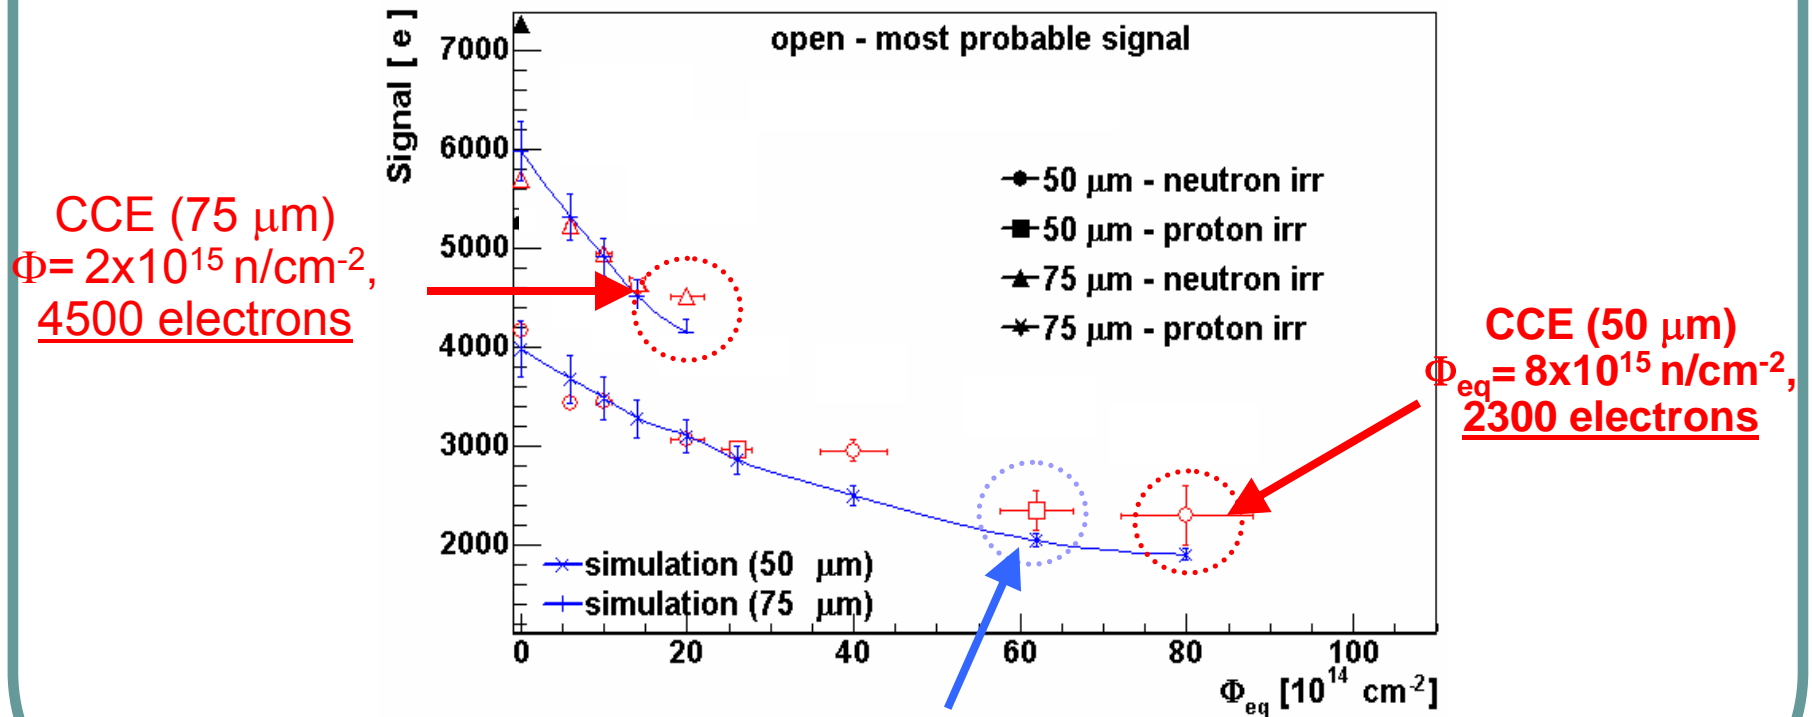 Signal [ e ]
7000
6000
5000
4000
3000
2000
open - most probable signal
50 μm - neutron irr
50 μm - proton irr
75 μm - neutron irr
75 μm - proton irr
CCE (75 μm)
Φ= 2x10¹⁵ n/cm⁻²,
4500 electrons
CCE (50 μm)
Φeq= 8x10¹⁵ n/cm⁻²,
2300 electrons
simulation (50 μm)
simulation (75 μm)
0 20 40 60 80 100
Φeq [10¹⁴ cm⁻²]